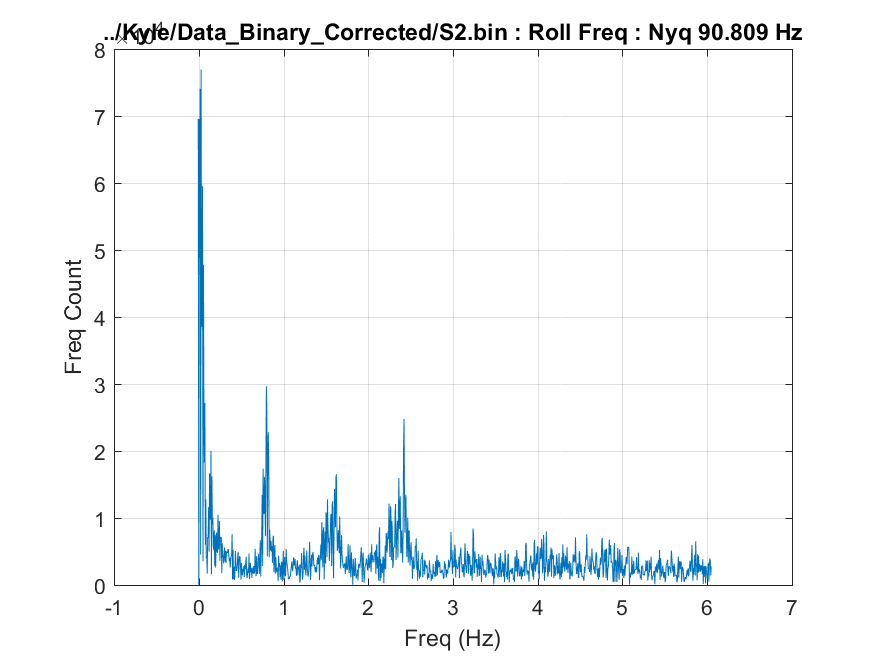 ../Kyle/Data_Binary_Corrected/S2.bin : Roll Freq : Nyq 90.809 Hz
× 10⁴
8
7
6
5
4
3
2
1
0
Freq Count
-1 0 1 2 3 4 5 6 7
Freq (Hz)